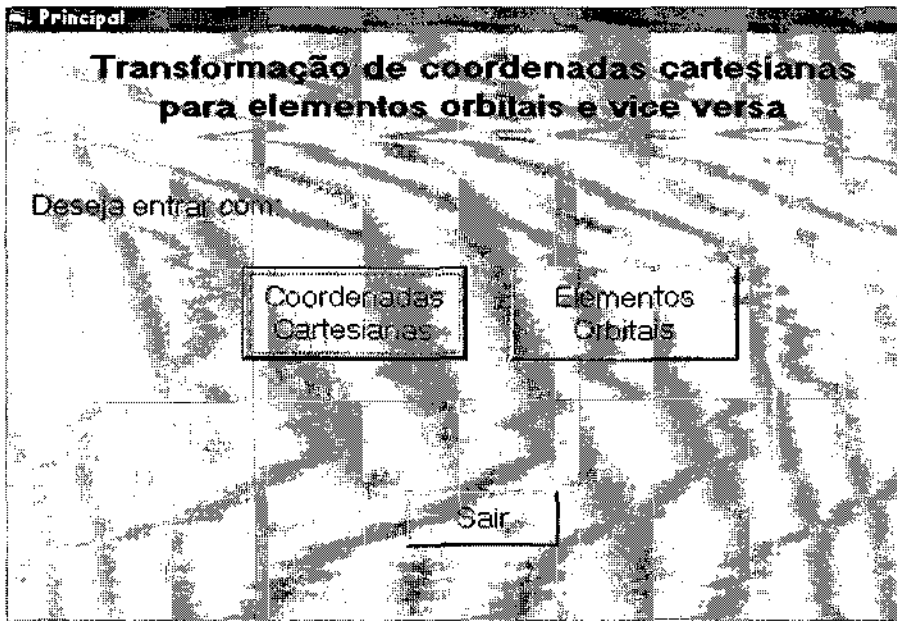 Principal
Transformação de coordenadas cartesianas
para elementos orbitais e vice versa
Deseja entrar com:
Coordenadas
Cartesianas
Elementos
Orbitais
Sair